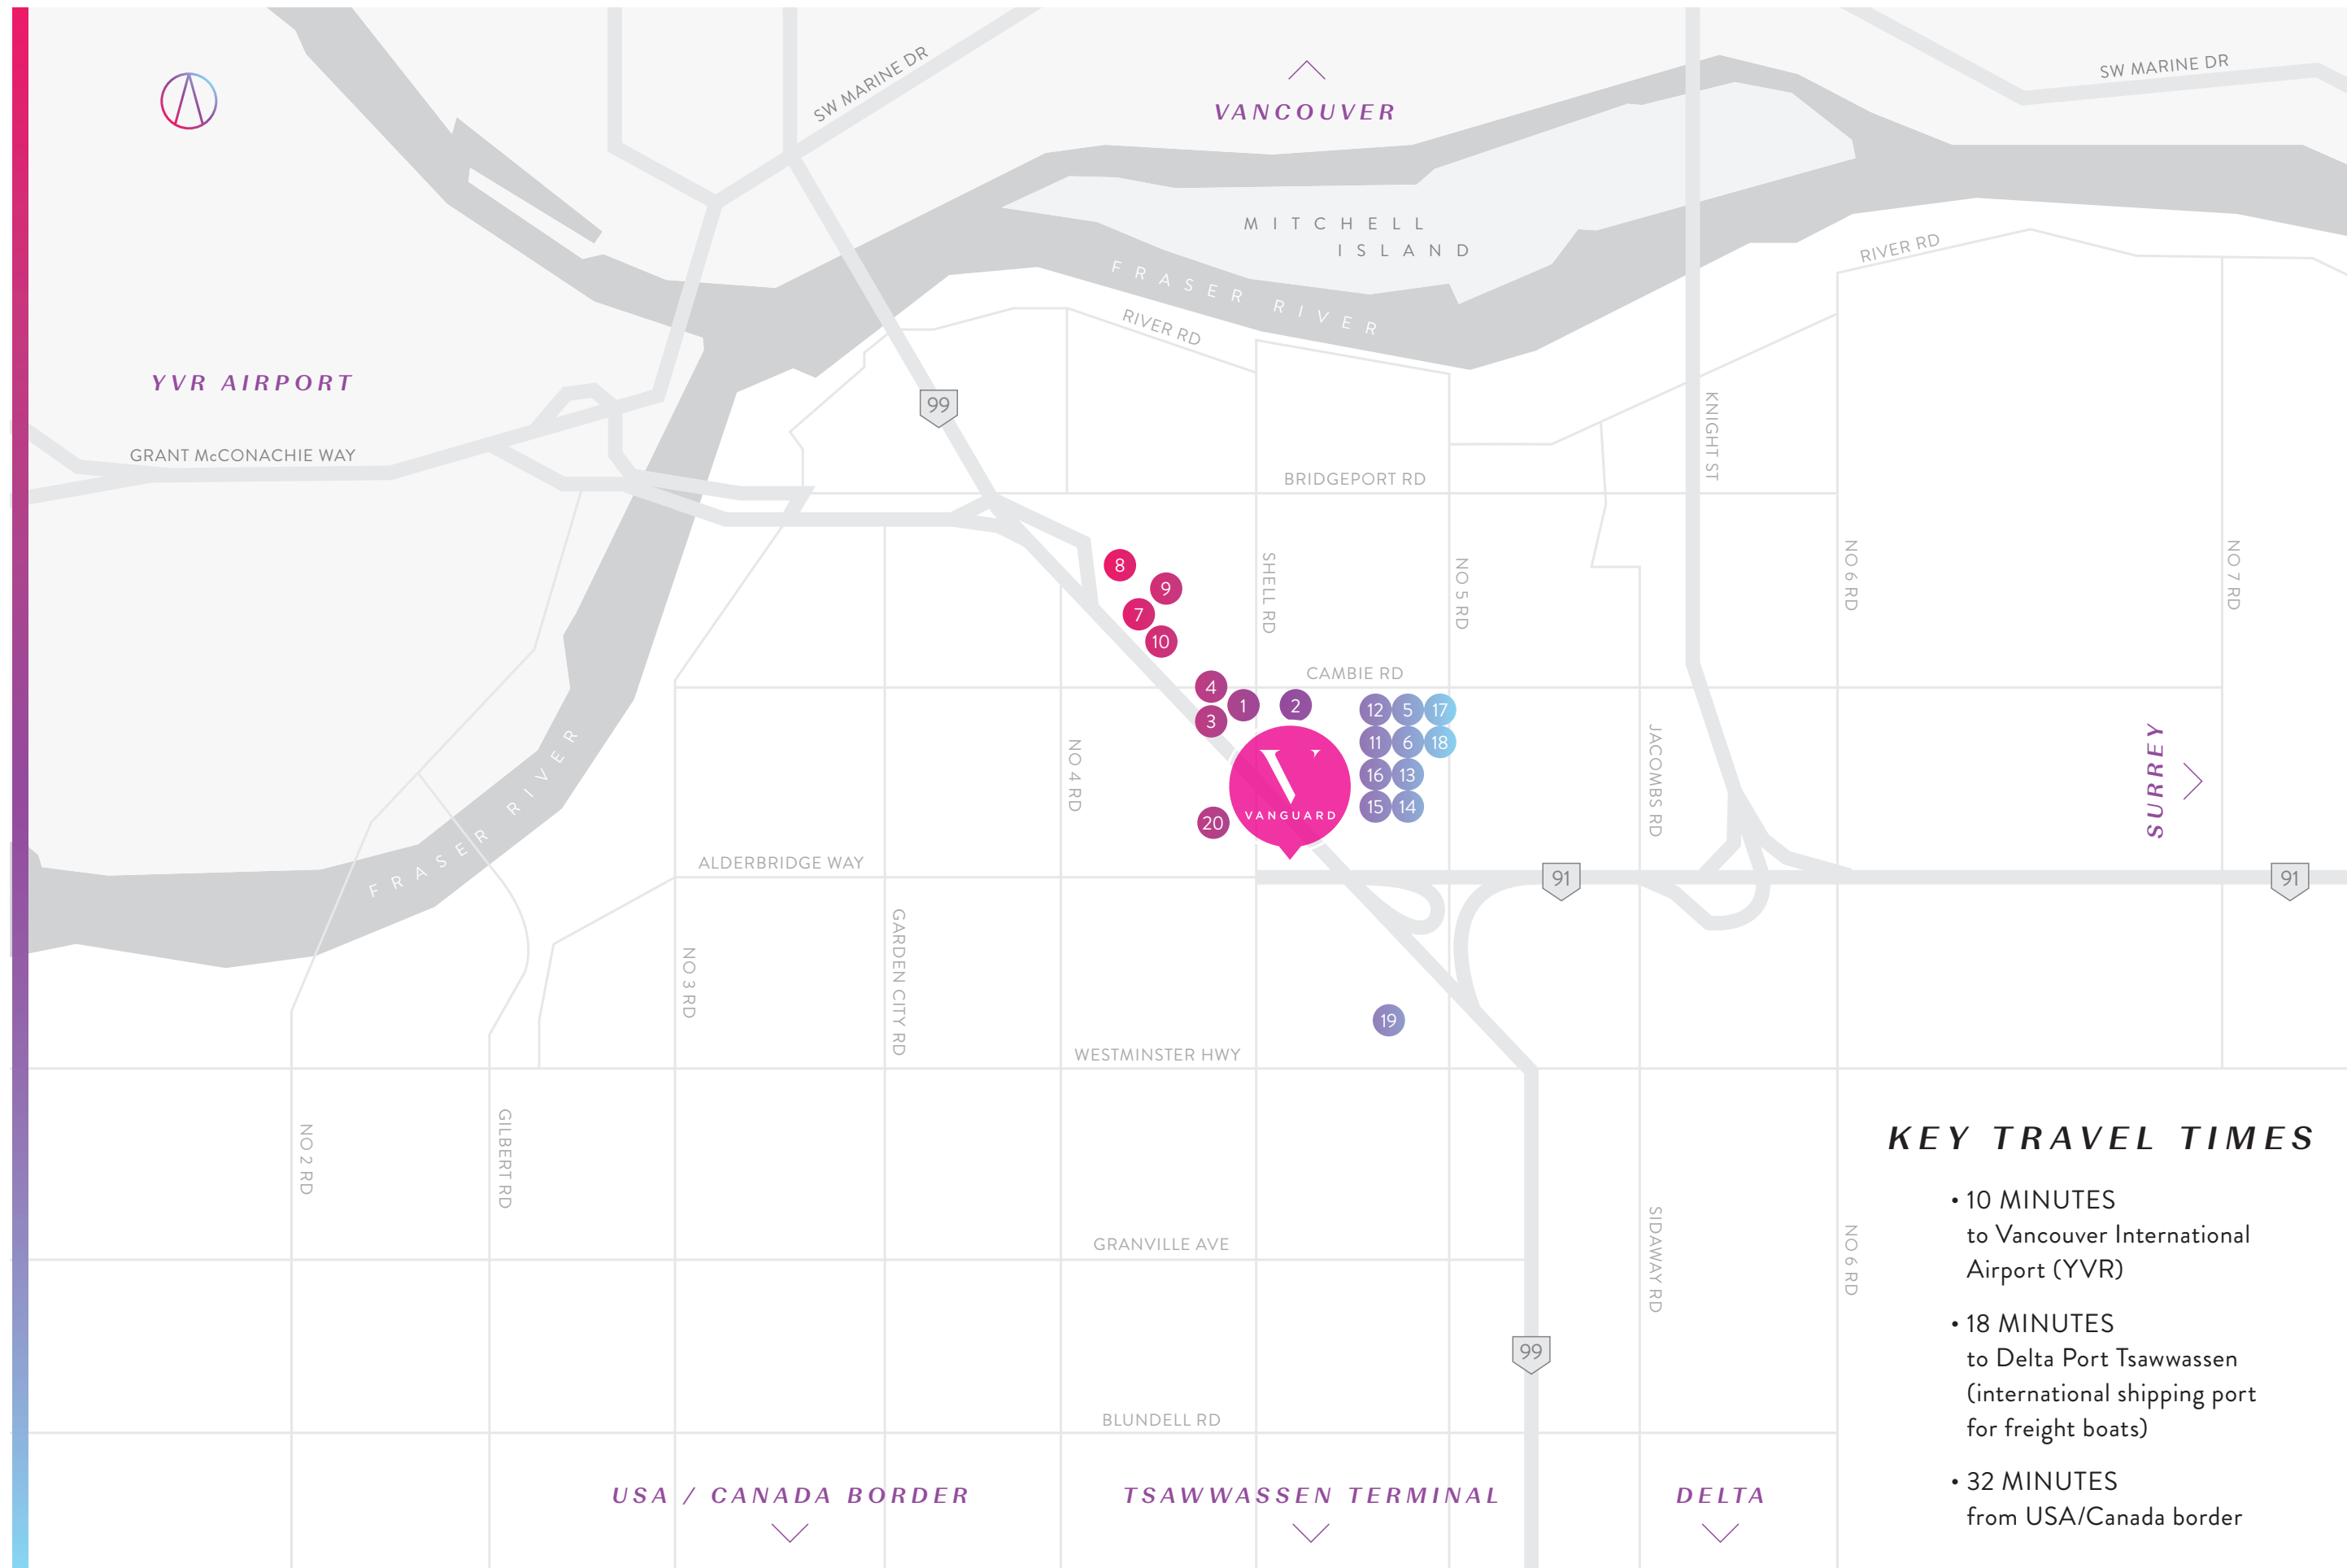 SW MARINE DR
SW MARINE DR
VANCOUVER
MITCHELL
ISLAND
FRASER RIVER
RIVER RD
RIVER RD
YVR AIRPORT
99
GRANT McCONACHIE WAY
KNIGHT ST
BRIDGEPORT RD
8
9
7
10
SHELL RD
NO 5 RD
NO 6 RD
NO 7 RD
CAMBIE RD
4
1
2
3
12 5 17
11 6 18
16 13
15 14
V
VANGUARD
20
NO 4 RD
JACOMBS RD
SURREY
FRASER RIVER
ALDERBRIDGE WAY
91
91
NO 3 RD
GARDEN CITY RD
19
WESTMINSTER HWY
NO 2 RD
GILBERT RD
GRANVILLE AVE
SIDAWAY RD
NO 6 RD
99
BLUNDELL RD
USA / CANADA BORDER
TSAWWASSEN TERMINAL
DELTA
KEY TRAVEL TIMES
• 10 MINUTES
to Vancouver International
Airport (YVR)
• 18 MINUTES
to Delta Port Tsawwassen
(international shipping port
for freight boats)
• 32 MINUTES
from USA/Canada border